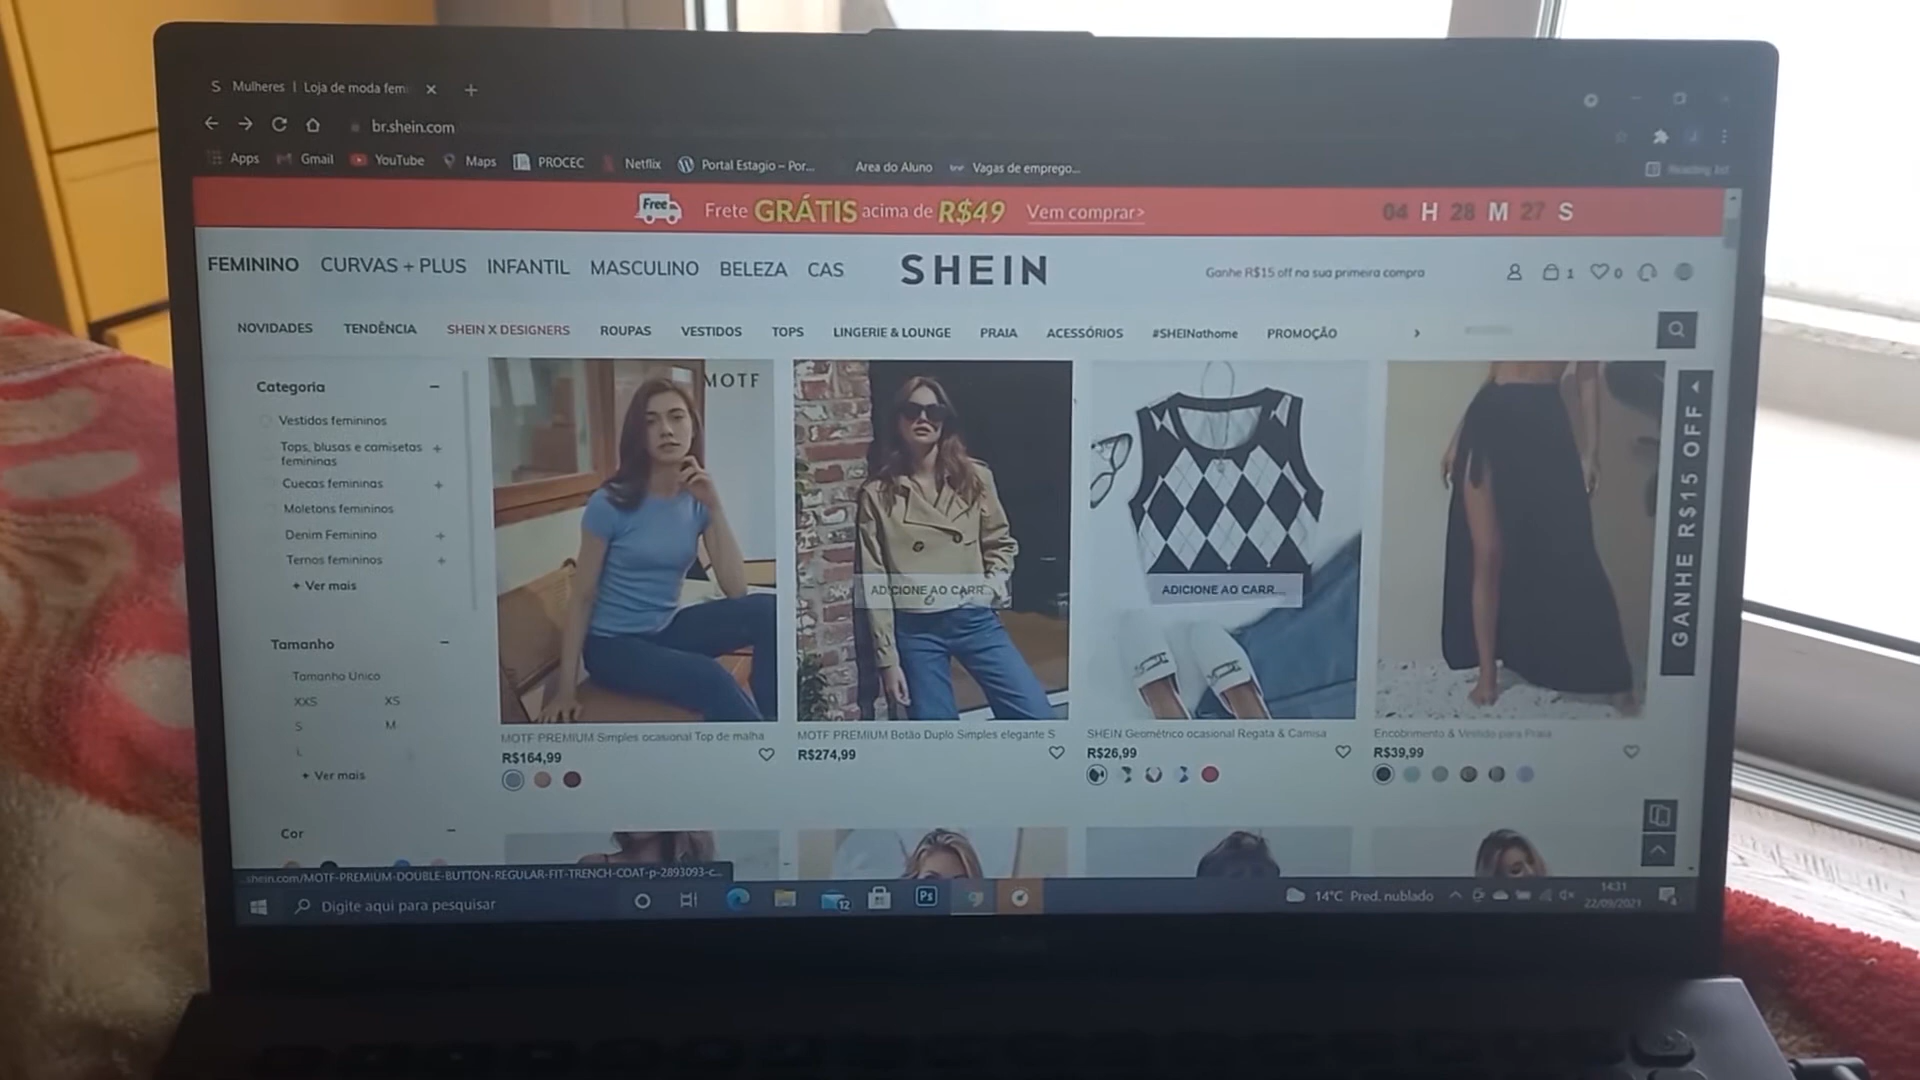 S Mulheres | Loja de moda fem
br.shein.com
Apps Gmail YouTube Maps PROCEC Netflix Portal Estagio – Por... Area do Aluno Vagas de emprego...
Reading list
Free Frete GRÁTIS acima de R$49 Vem comprar> 04 H 28 M 27 S
FEMININO CURVAS + PLUS INFANTIL MASCULINO BELEZA CAS SHEIN Ganhe R$15 off na sua primeira compra 1 0
NOVIDADES TENDÊNCIA SHEIN X DESIGNERS ROUPAS VESTIDOS TOPS LINGERIE & LOUNGE PRAIA ACESSÓRIOS #SHEINathome PROMOÇÃO >
Categoria −
Vestidos femininos
Tops, blusas e camisetas +
femininas
Cuecas femininas +
Moletons femininos
Denim Feminino +
Ternos femininos +
+ Ver mais
Tamanho −
Tamanho Único
XXS XS
S M
L
+ Ver mais
Cor −
MOTF
ADICIONE AO CARR...
ADICIONE AO CARR...
GANHE R$15 OFF
MOTF PREMIUM Simples ocasional Top de malha
R$164,99
MOTF PREMIUM Botão Duplo Simples elegante S
R$274,99
SHEIN Geométrico ocasional Regata & Camisa
R$26,99
Encobrimento & Vestido para Praia
R$39,99
.shein.com/MOTF-PREMIUM-DOUBLE-BUTTON-REGULAR-FIT-TRENCH-COAT-p-2893093-c...
Digite aqui para pesquisar 12 Ps 14°C Pred. nublado 14:31
22/09/2021